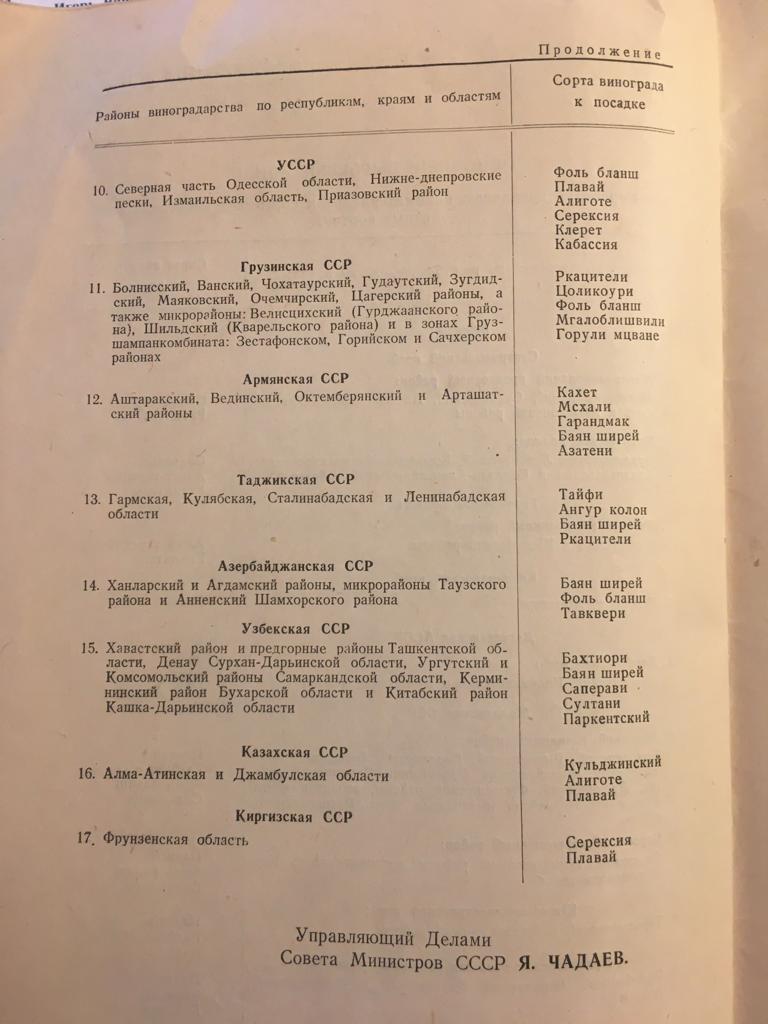 Продолжение
Районы виноградарства по республикам, краям и областям
Сорта винограда
к посадке
УССР
10. Северная часть Одесской области, Нижне-днепровские
пески, Измаильская область, Приазовский район
Фоль бланш
Плавай
Алиготе
Серексия
Клерет
Кабассия
Грузинская ССР
11. Болнисский, Ванский, Чохатаурский, Гудаутский, Зугдид-
ский, Маяковский, Очемчирский, Цагерский районы, а
также микрорайоны: Велисцихский (Гурджаанского райо-
на), Шильдский (Кварельского района) и в зонах Груз-
шампанкомбината: Зестафонском, Горийском и Сачхерском
районах
Ркацители
Цоликоури
Фоль бланш
Мгалоблишвили
Горули мцване
Армянская ССР
12. Аштаракский, Вединский, Октемберянский и Арташат-
ский районы
Кахет
Мсхали
Гарандмак
Баян ширей
Азатени
Таджикская ССР
13. Гармская, Кулябская, Сталинабадская и Ленинабадская
области
Тайфи
Ангур колон
Баян ширей
Ркацители
Азербайджанская ССР
14. Ханларский и Агдамский районы, микрорайоны Таузского
района и Анненский Шамхорского района
Баян ширей
Фоль бланш
Тавквери
Узбекская ССР
15. Хавастский район и предгорные районы Ташкентской об-
ласти, Денау Сурхан-Дарьинской области, Ургутский и
Комсомольский районы Самаркандской области, Керми-
нинский район Бухарской области и Китабский район
Кашка-Дарьинской области
Бахтиори
Баян ширей
Саперави
Султани
Паркентский
Казахская ССР
16. Алма-Атинская и Джамбулская области
Кульджинский
Алиготе
Плавай
Киргизская ССР
17. Фрунзенская область
Серексия
Плавай
Управляющий Делами
Совета Министров СССР Я. ЧАДАЕВ.